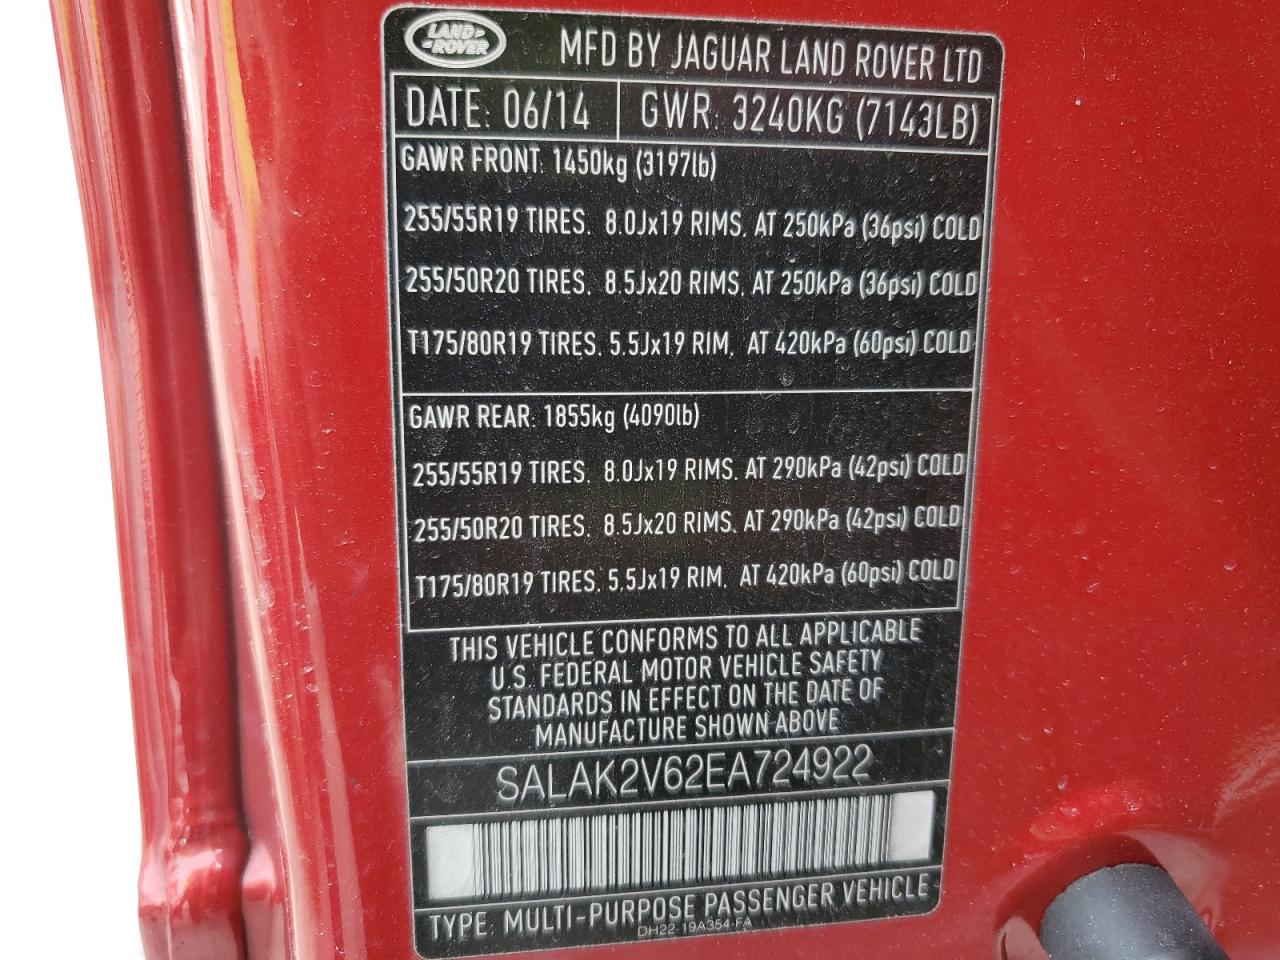 LAND ROVER
MFD BY JAGUAR LAND ROVER LTD
DATE: 06/14 GWR: 3240KG (7143LB)
GAWR FRONT: 1450kg (3197lb)
255/55R19 TIRES, 8.0Jx19 RIMS, AT 250kPa (36psi) COLD
255/50R20 TIRES, 8.5Jx20 RIMS, AT 250kPa (36psi) COLD
T175/80R19 TIRES, 5.5Jx19 RIM, AT 420kPa (60psi) COLD
GAWR REAR: 1855kg (4090lb)
255/55R19 TIRES, 8.0Jx19 RIMS, AT 290kPa (42psi) COLD
255/50R20 TIRES, 8.5Jx20 RIMS, AT 290kPa (42psi) COLD
T175/80R19 TIRES, 5.5Jx19 RIM, AT 420kPa (60psi) COLD
THIS VEHICLE CONFORMS TO ALL APPLICABLE
U.S. FEDERAL MOTOR VEHICLE SAFETY
STANDARDS IN EFFECT ON THE DATE OF
MANUFACTURE SHOWN ABOVE
SALAK2V62EA724922
TYPE: MULTI-PURPOSE PASSENGER VEHICLE
DH22-19A354-FA